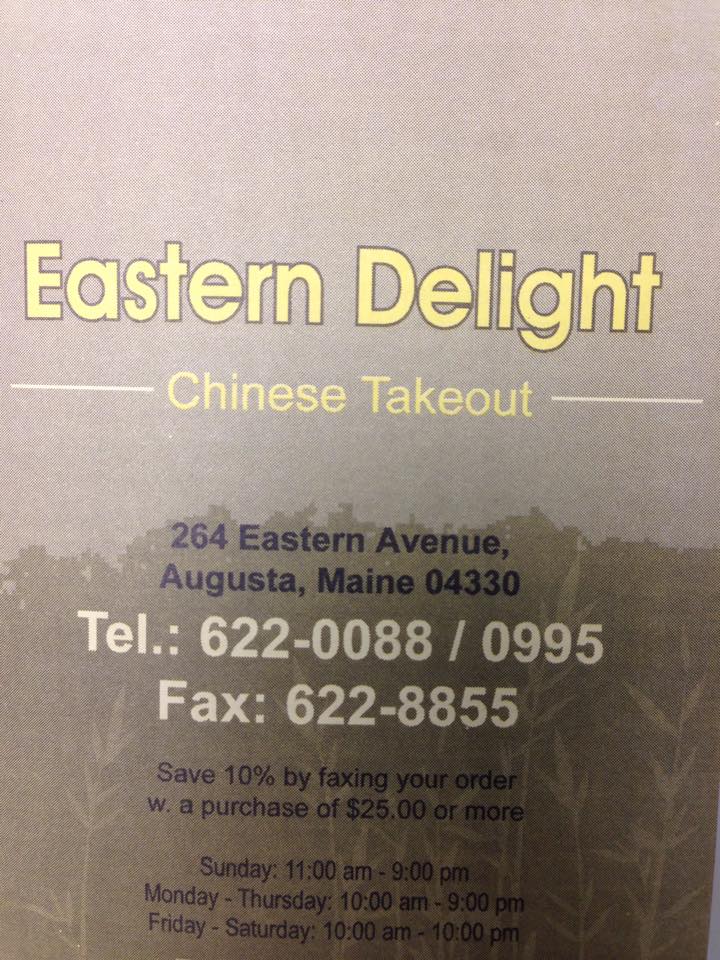 Eastern Delight
Chinese Takeout
264 Eastern Avenue,
Augusta, Maine 04330
Tel.: 622-0088 / 0995
Fax: 622-8855
Save 10% by faxing your order
w. a purchase of $25.00 or more
Sunday: 11:00 am - 9:00 pm
Monday - Thursday: 10:00 am - 9:00 pm
Friday - Saturday: 10:00 am - 10:00 pm